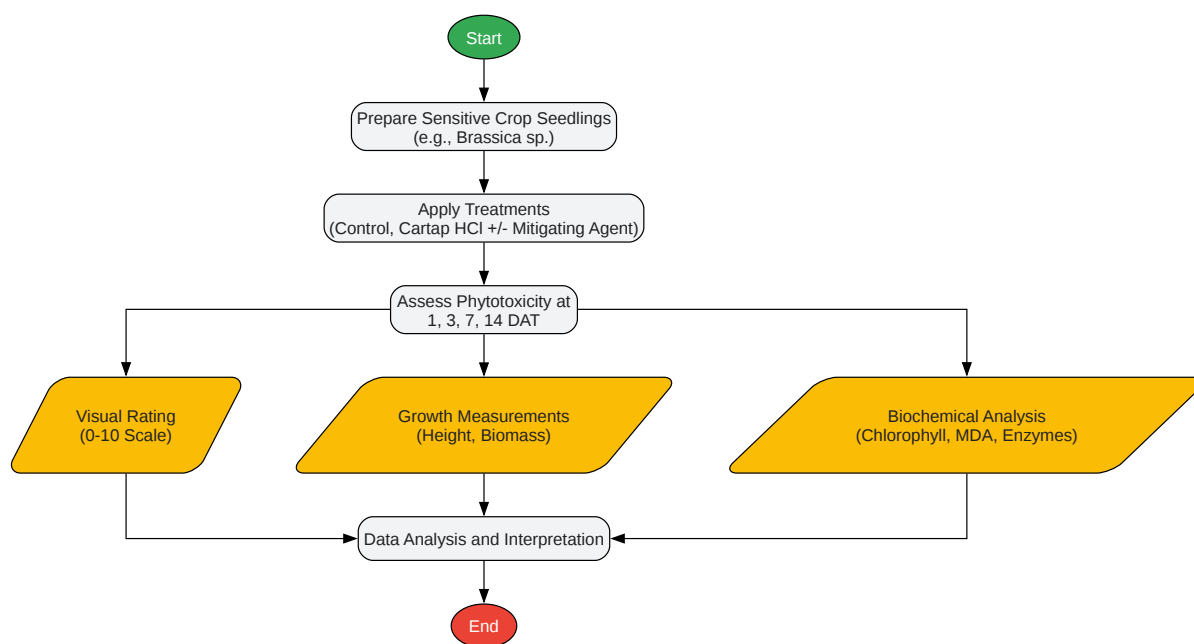 Start
Prepare Sensitive Crop Seedlings
(e.g., Brassica sp.)
Apply Treatments
(Control, Cartap HCl +/- Mitigating Agent)
Assess Phytotoxicity at
1, 3, 7, 14 DAT
Visual Rating
(0-10 Scale)
Growth Measurements
(Height, Biomass)
Biochemical Analysis
(Chlorophyll, MDA, Enzymes)
Data Analysis and Interpretation
End